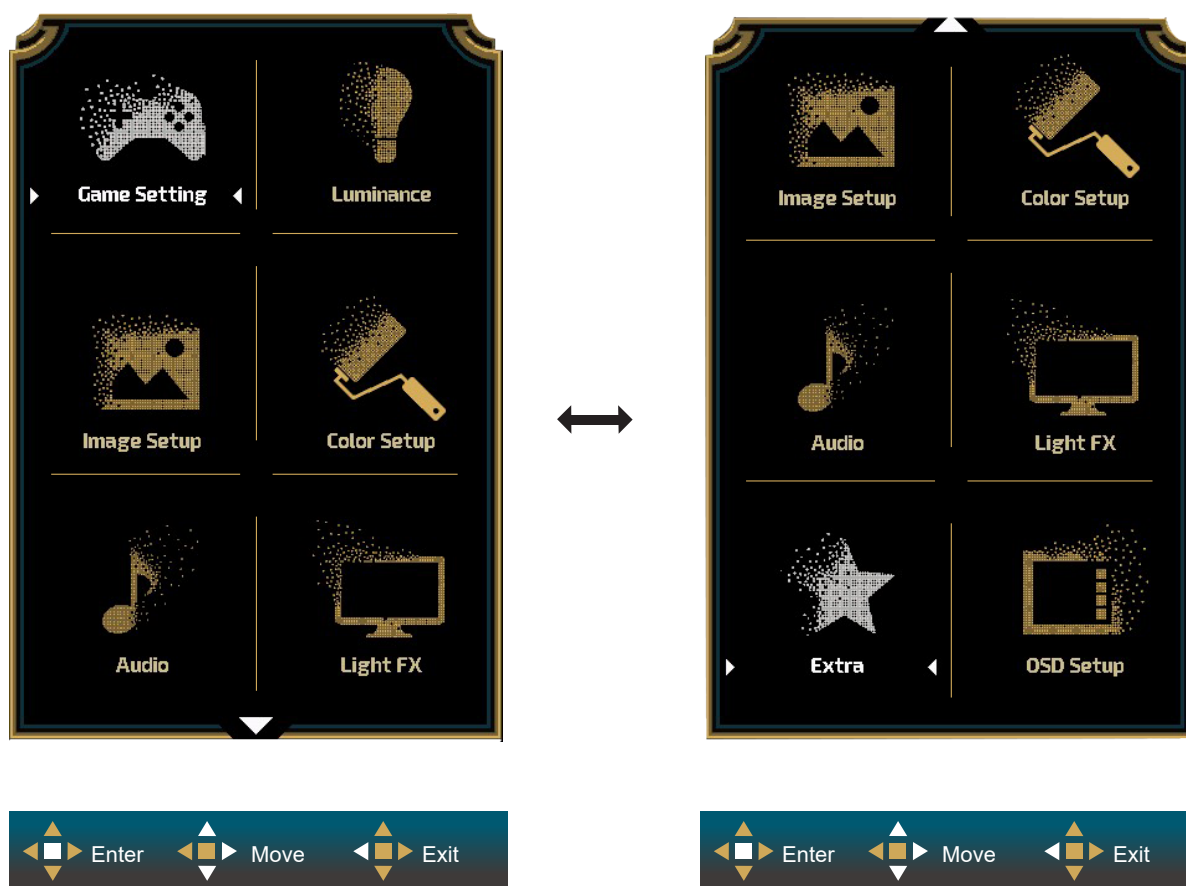 Game Setting
Luminance
Image Setup
Color Setup
Audio
Light FX
Enter
Move
Exit
Image Setup
Color Setup
Audio
Light FX
Extra
OSD Setup
Enter
Move
Exit